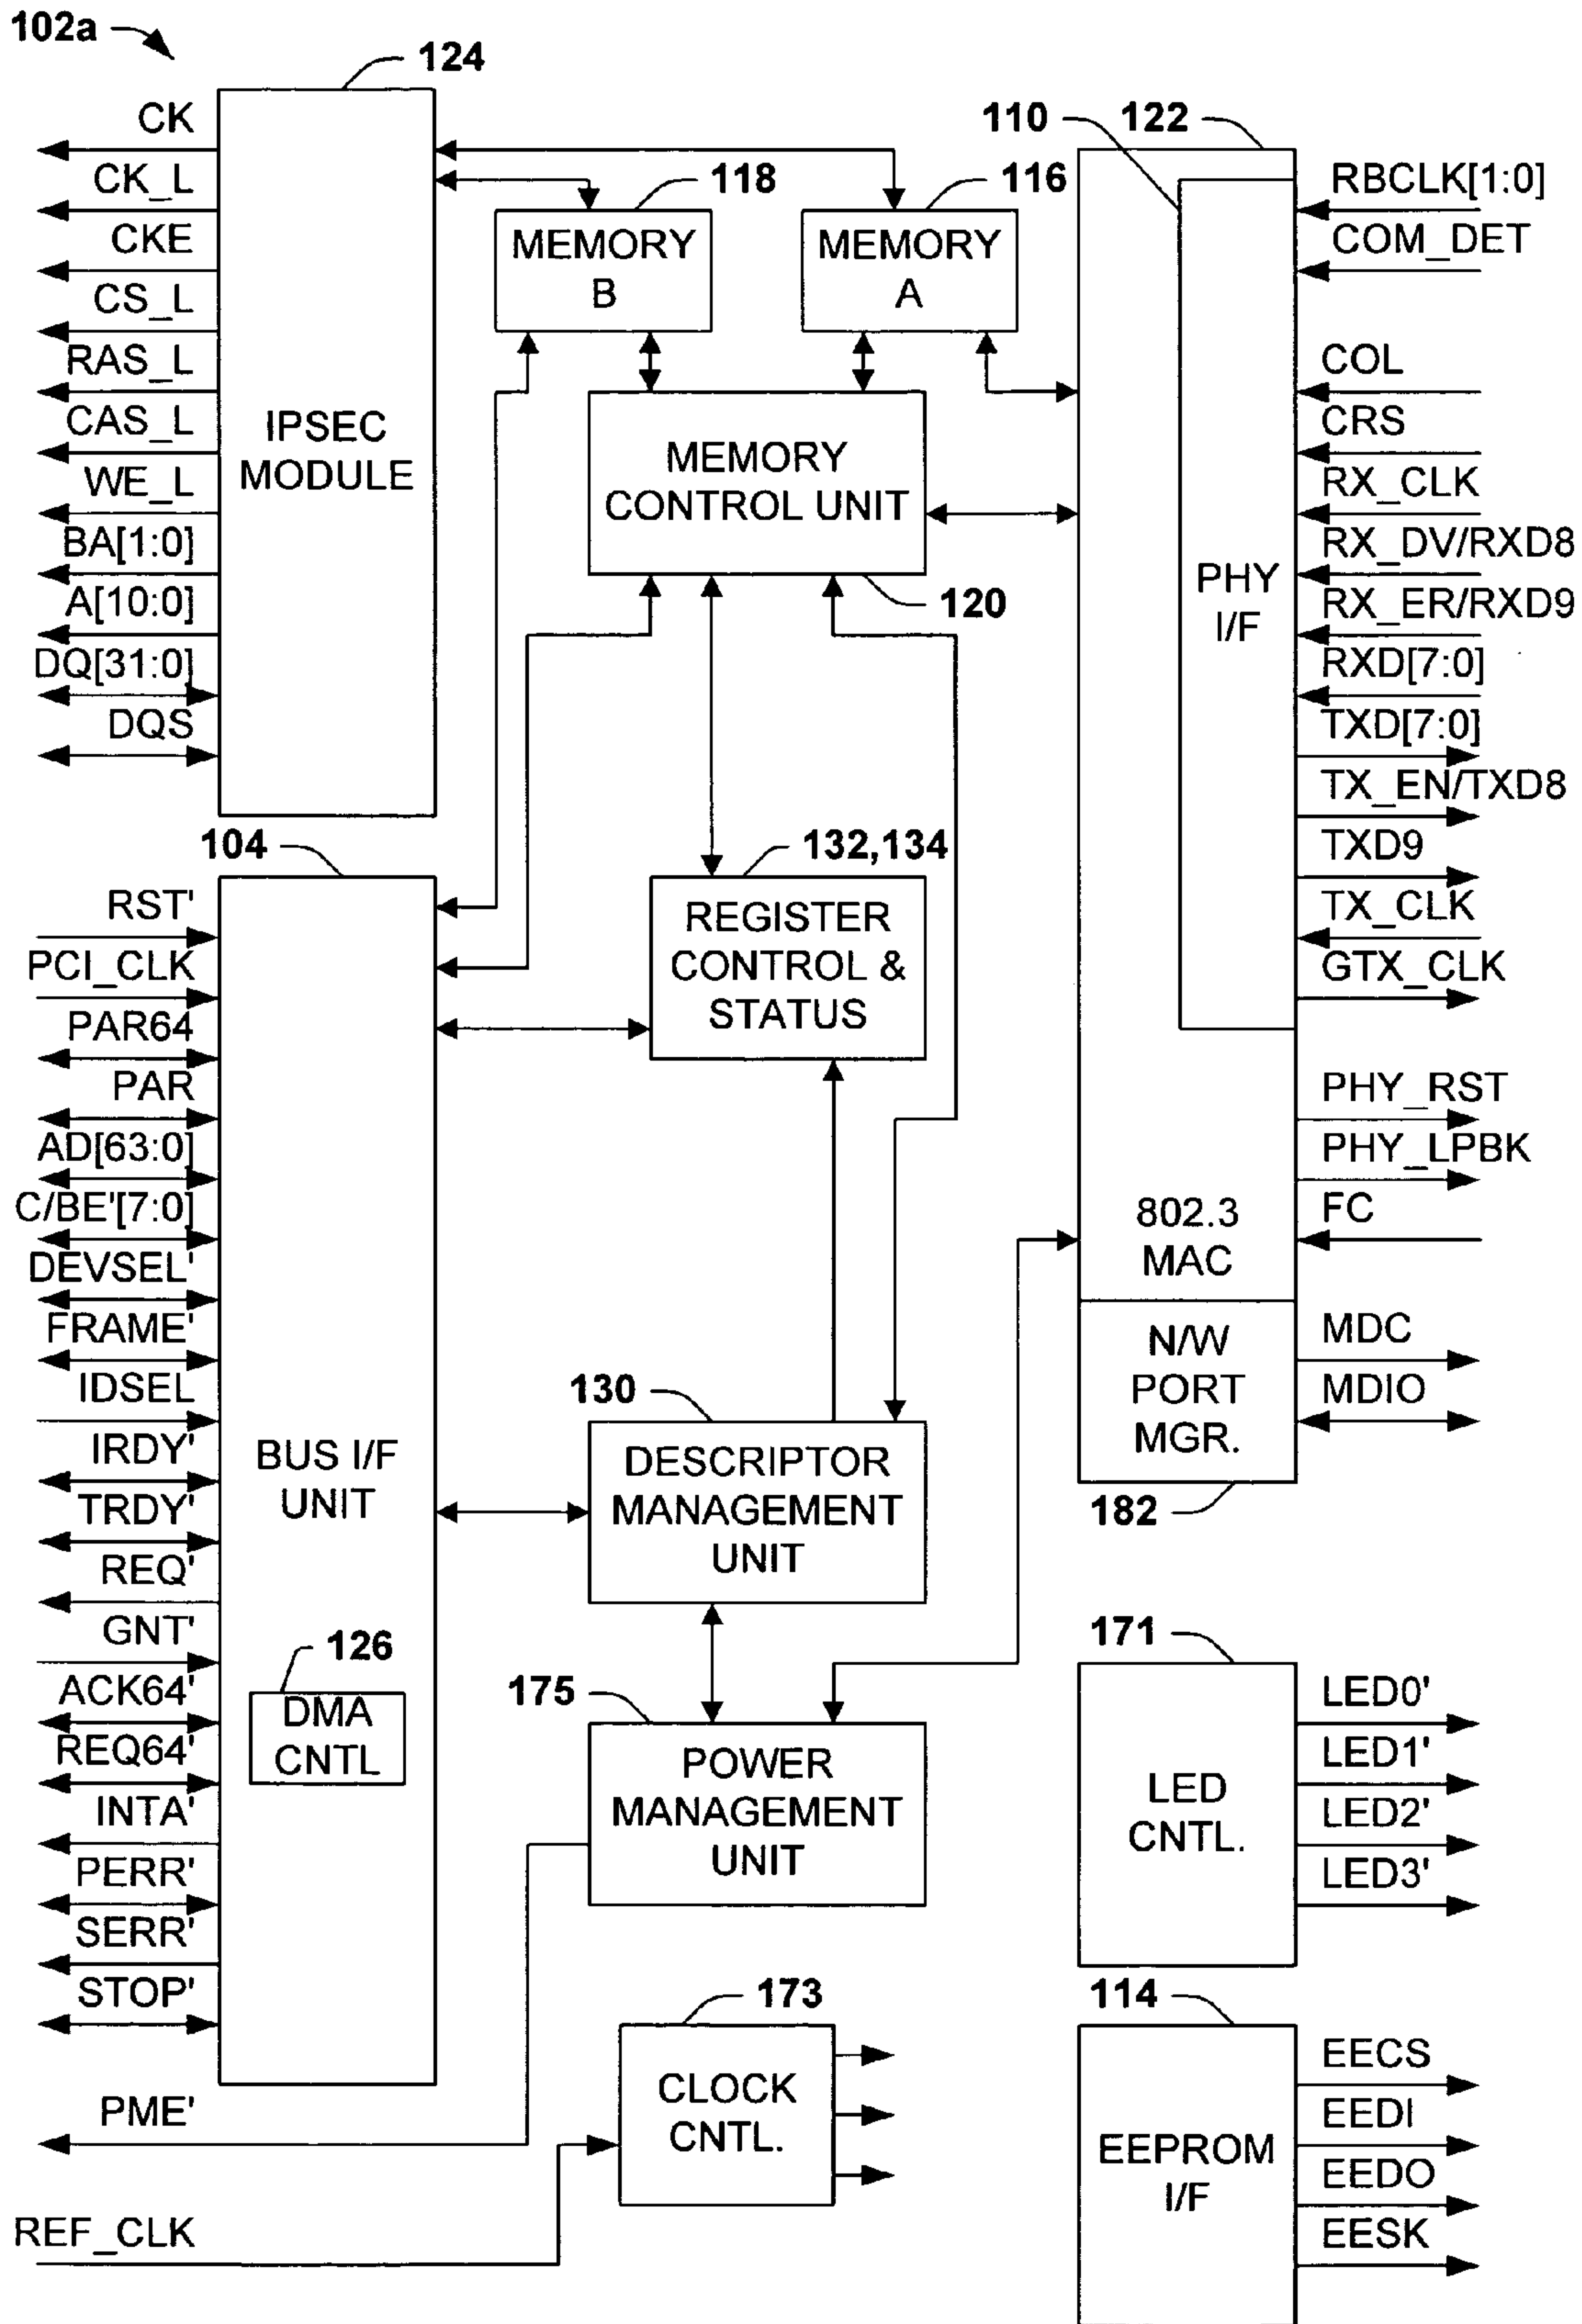 102a
124
CK
CK_L
CKE
CS_L
RAS_L
CAS_L
WE_L
BA[1:0]
A[10:0]
DQ[31:0]
DQS
IPSEC
MODULE
118
MEMORY
B
116
MEMORY
A
MEMORY
CONTROL UNIT
120
110
122
PHY
I/F
RBCLK[1:0]
COM_DET
COL
CRS
RX_CLK
RX_DV/RXD8
RX_ER/RXD9
RXD[7:0]
TXD[7:0]
TX_EN/TXD8
TXD9
TX_CLK
GTX_CLK
PHY_RST
PHY_LPBK
FC
802.3
MAC
N/W
PORT
MGR.
182
MDC
MDIO
104
RST'
PCI_CLK
PAR64
PAR
AD[63:0]
C/BE'[7:0]
DEVSEL'
FRAME'
IDSEL
IRDY'
TRDY'
REQ'
GNT'
ACK64'
REQ64'
INTA'
PERR'
SERR'
STOP'
BUS I/F
UNIT
126
DMA
CNTL
132,134
REGISTER
CONTROL &
STATUS
130
DESCRIPTOR
MANAGEMENT
UNIT
175
POWER
MANAGEMENT
UNIT
171
LED
CNTL.
LED0'
LED1'
LED2'
LED3'
PME'
REF_CLK
173
CLOCK
CNTL.
114
EEPROM
I/F
EECS
EEDI
EEDO
EESK